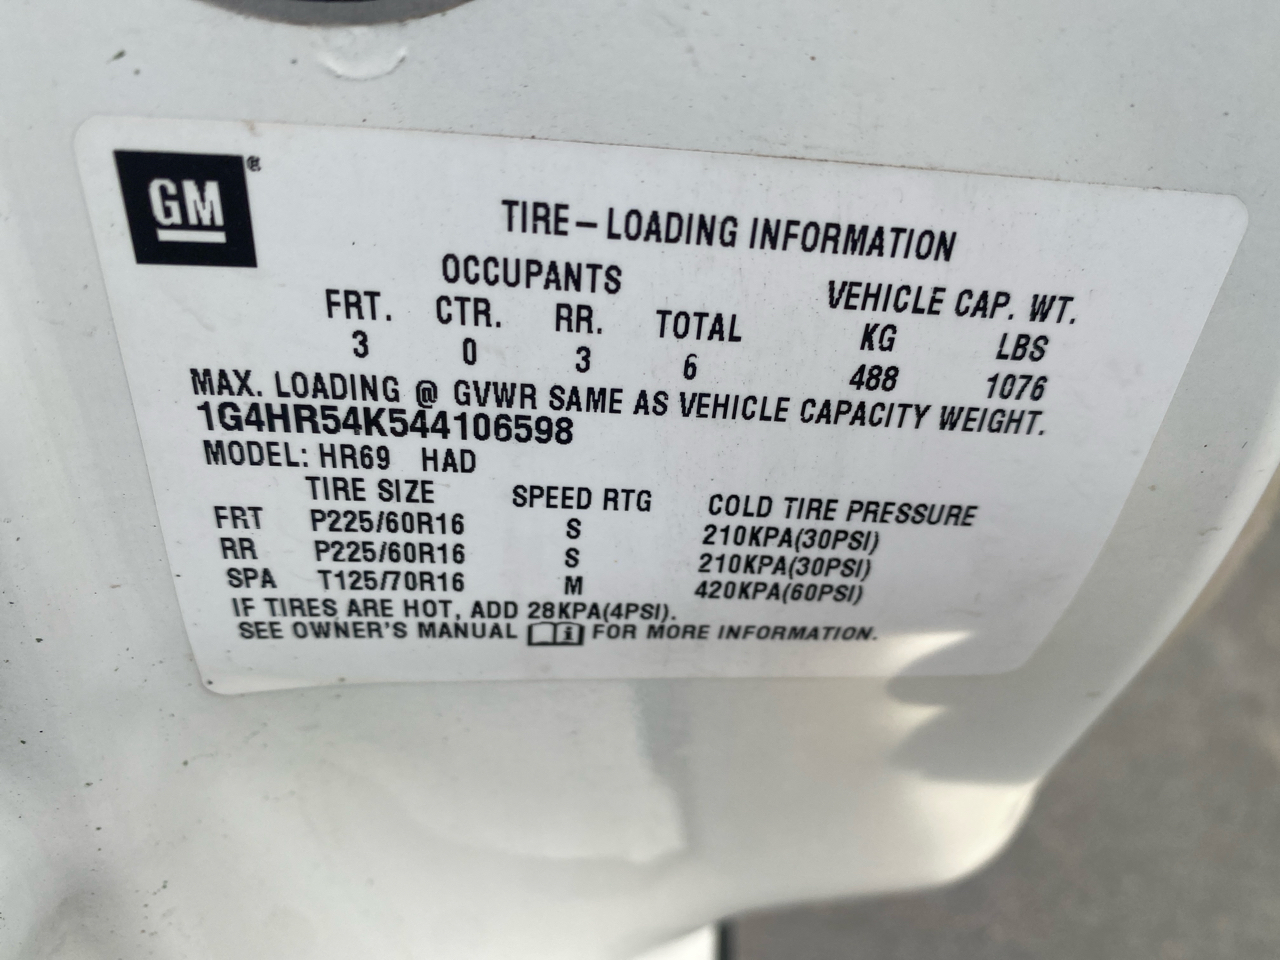 GM®
TIRE-LOADING INFORMATION
OCCUPANTS VEHICLE CAP. WT.
FRT. CTR. RR. TOTAL KG LBS
3 0 3 6 488 1076
MAX. LOADING @ GVWR SAME AS VEHICLE CAPACITY WEIGHT.
1G4HR54K544106598
MODEL: HR69 HAD
TIRE SIZE SPEED RTG COLD TIRE PRESSURE
FRT P225/60R16 S 210KPA(30PSI)
RR P225/60R16 S 210KPA(30PSI)
SPA T125/70R16 M 420KPA(60PSI)
IF TIRES ARE HOT, ADD 28KPA(4PSI).
SEE OWNER'S MANUAL i FOR MORE INFORMATION.